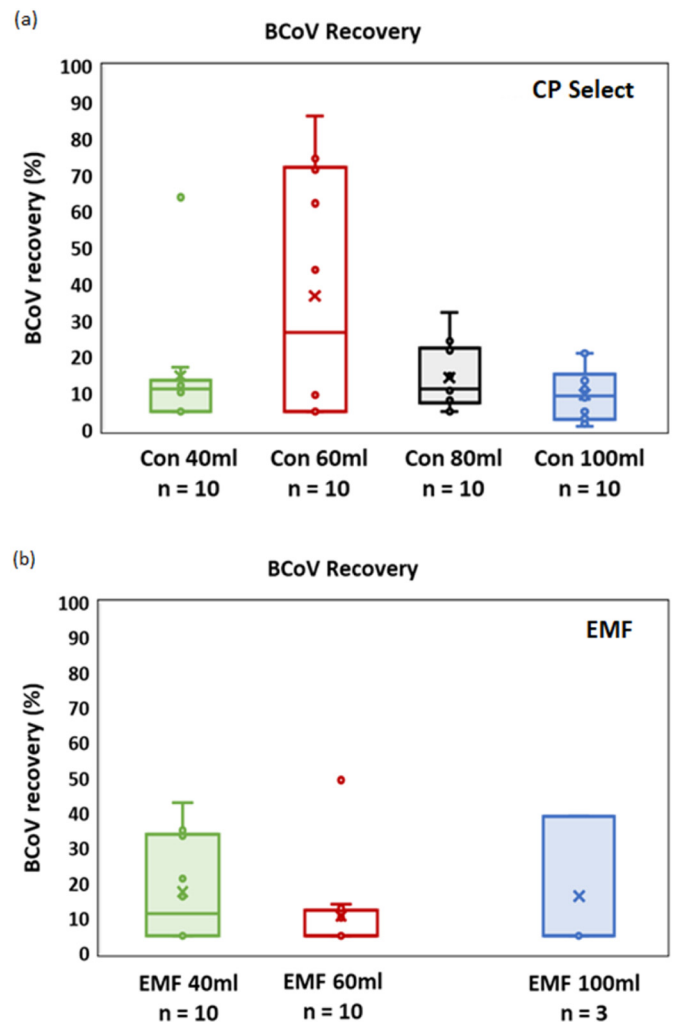 (a)
BCoV Recovery
CP Select
BCoV recovery (%)
100
90
80
70
60
50
40
30
20
10
0
Con 40ml Con 60ml Con 80ml Con 100ml
n = 10 n = 10 n = 10 n = 10
(b)
BCoV Recovery
EMF
BCoV recovery (%)
100
90
80
70
60
50
40
30
20
10
0
EMF 40ml EMF 60ml EMF 100ml
n = 10 n = 10 n = 3